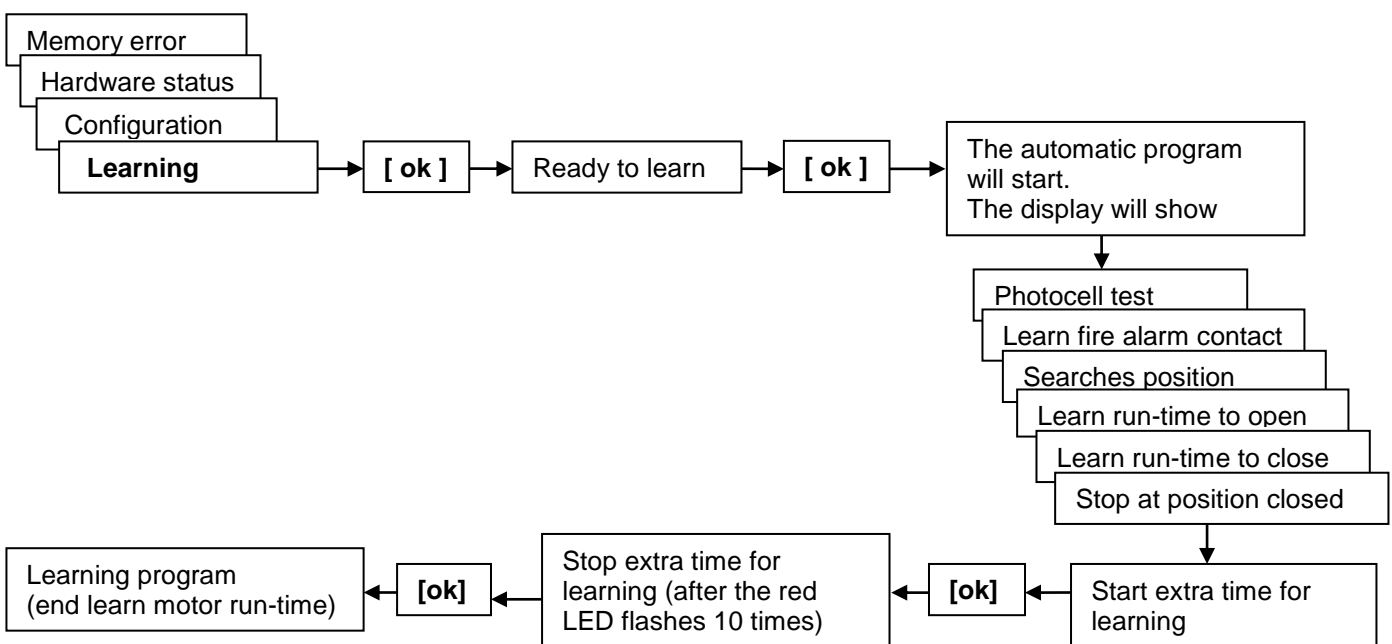 Memory error
Hardware status
Configuration
Learning
[ ok ]
Ready to learn
[ ok ]
The automatic program
will start.
The display will show
Photocell test
Learn fire alarm contact
Searches position
Learn run-time to open
Learn run-time to close
Stop at position closed
Start extra time for
learning
[ok]
Stop extra time for
learning (after the red
LED flashes 10 times)
[ok]
Learning program
(end learn motor run-time)